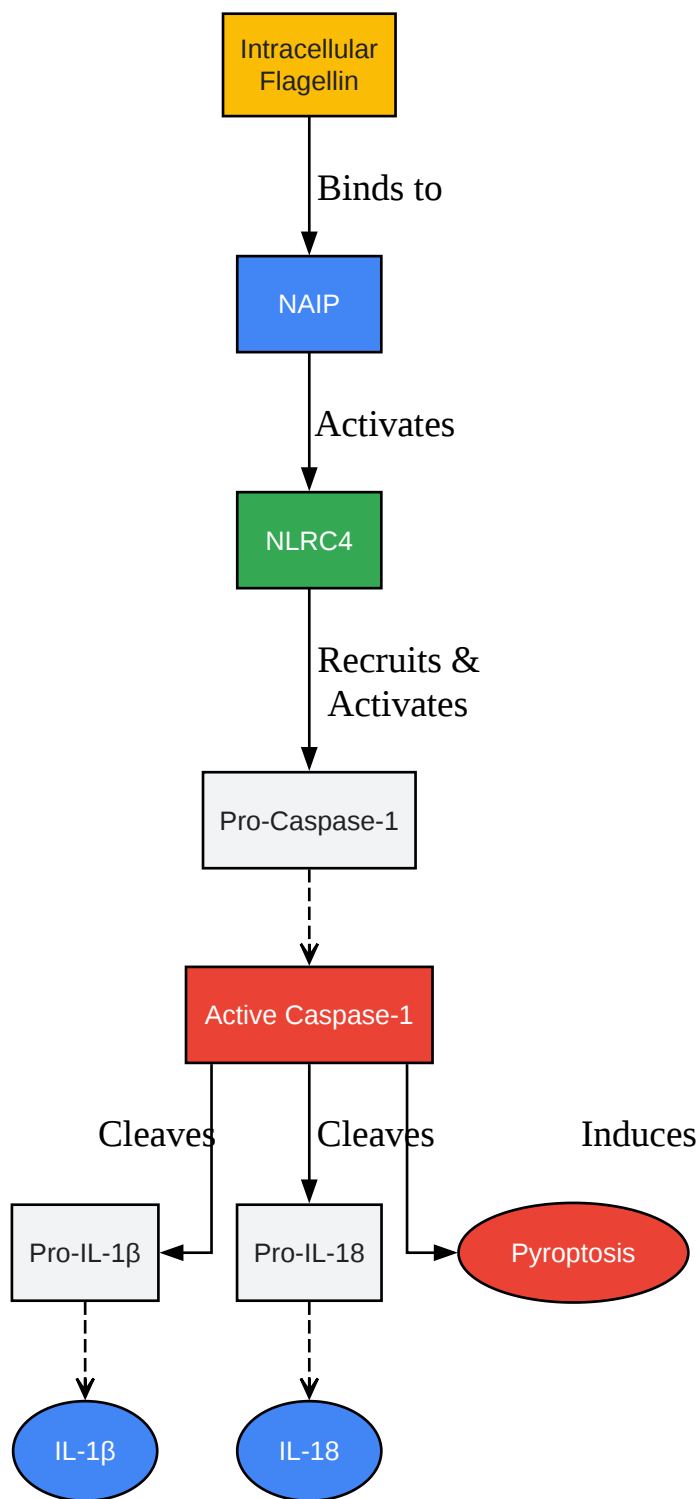 Intracellular
Flagellin
Binds to
NAIP
Activates
NLRC4
Recruits &
Activates
Pro-Caspase-1
Active Caspase-1
Cleaves
Cleaves
Induces
Pro-IL-1β
Pro-IL-18
Pyroptosis
IL-1β
IL-18